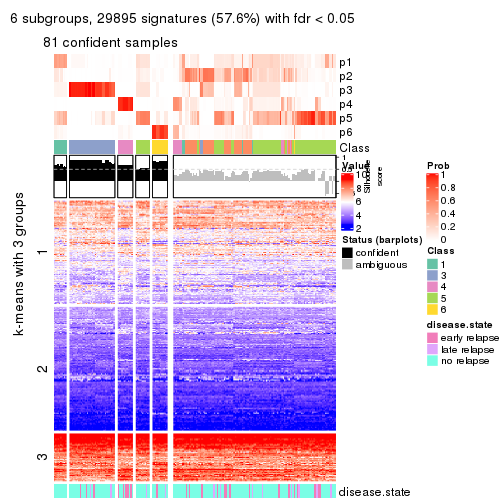 6 subgroups, 29895 signatures (57.6%) with fdr < 0.05
81 confident samples
p1
p2
p3
p4
p5
p6
Class
k-means with 3 groups
1
2
3
1
Silhouette
score
Value
10
8
6
4
2
Status (barplots)
confident
ambiguous
Prob
1
0.8
0.6
0.4
0.2
0
Class
1
3
4
5
6
disease.state
early relapse
late relapse
no relapse
disease.state